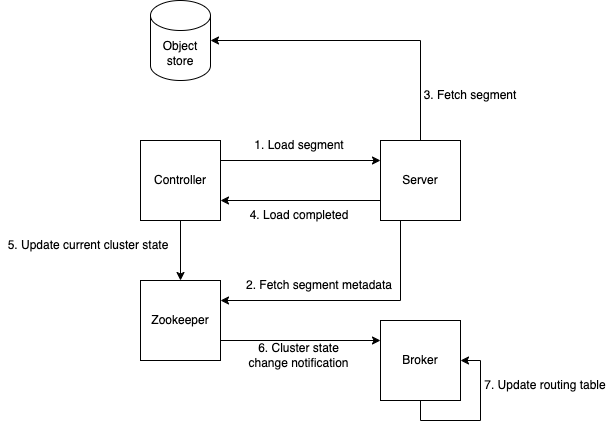 Object
store
3. Fetch segment
1. Load segment
Controller
Server
4. Load completed
5. Update current cluster state
2. Fetch segment metadata
Zookeeper
6. Cluster state
change notification
Broker
7. Update routing table